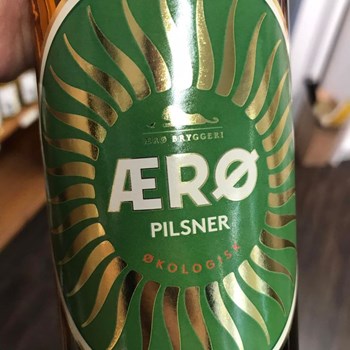 BRYGGERI
ÆRØ
PILSNER
ØKOLOGISK